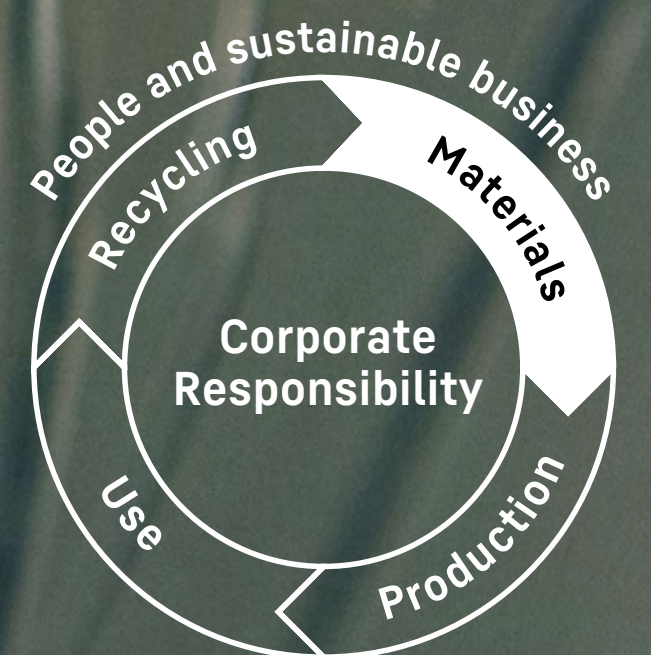 People and sustainable business
Recycling
Materials
Corporate
Responsibility
Use
Production